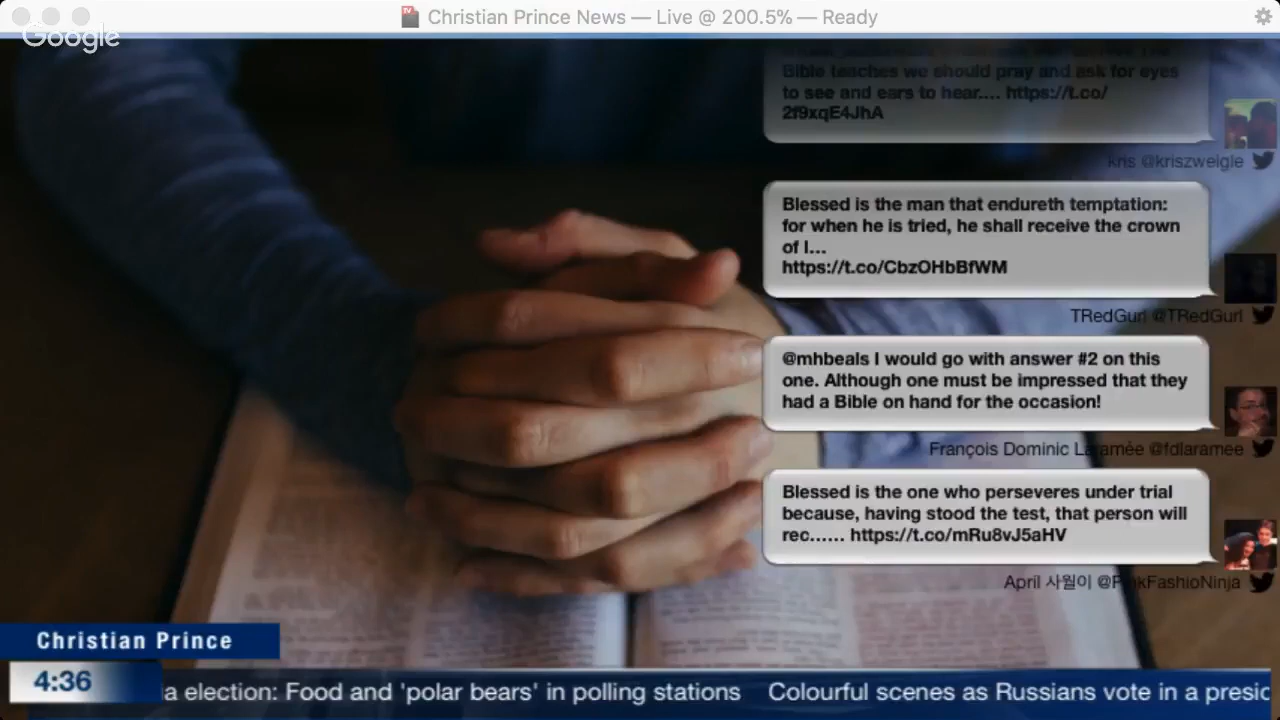 Christian Prince News — Live @ 200.5% — Ready
Google
Bible teaches we should pray and ask for eyes
to see and ears to hear.... https://t.co/
2f9xqE4JhA
kris @kriszweigle
Blessed is the man that endureth temptation:
for when he is tried, he shall receive the crown
of l...
https://t.co/CbzOHbBfWM
TRedGurl @TRedGurl
@mhbeals I would go with answer #2 on this
one. Although one must be impressed that they
had a Bible on hand for the occasion!
François Dominic Laramée @fdlaramee
Blessed is the one who perseveres under trial
because, having stood the test, that person will
rec...... https://t.co/mRu8vJ5aHV
April 사월이 @PinkFashioNinja
Christian Prince
4:36
a election: Food and 'polar bears' in polling stations Colourful scenes as Russians vote in a presic